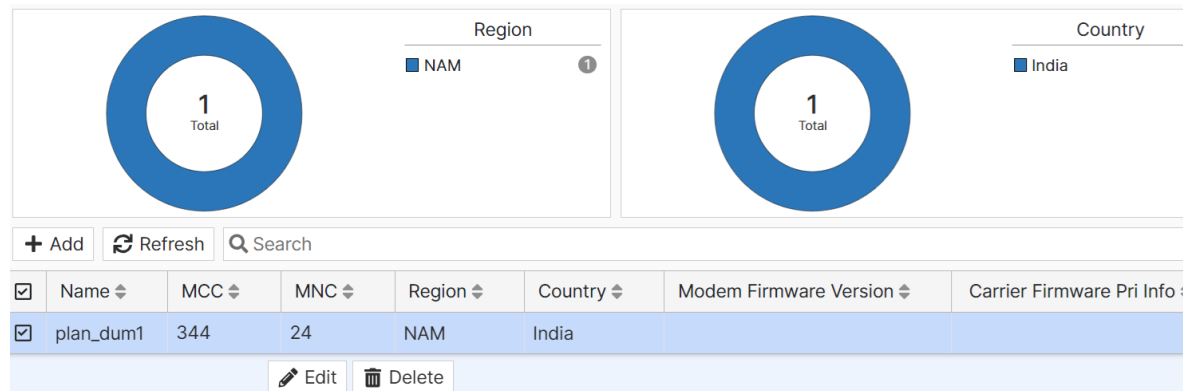 Region
NAM 1
1
Total
Country
India
1
Total
Add Refresh Search
Name MCC MNC Region Country Modem Firmware Version Carrier Firmware Pri Info
plan_dum1 344 24 NAM India
Edit Delete